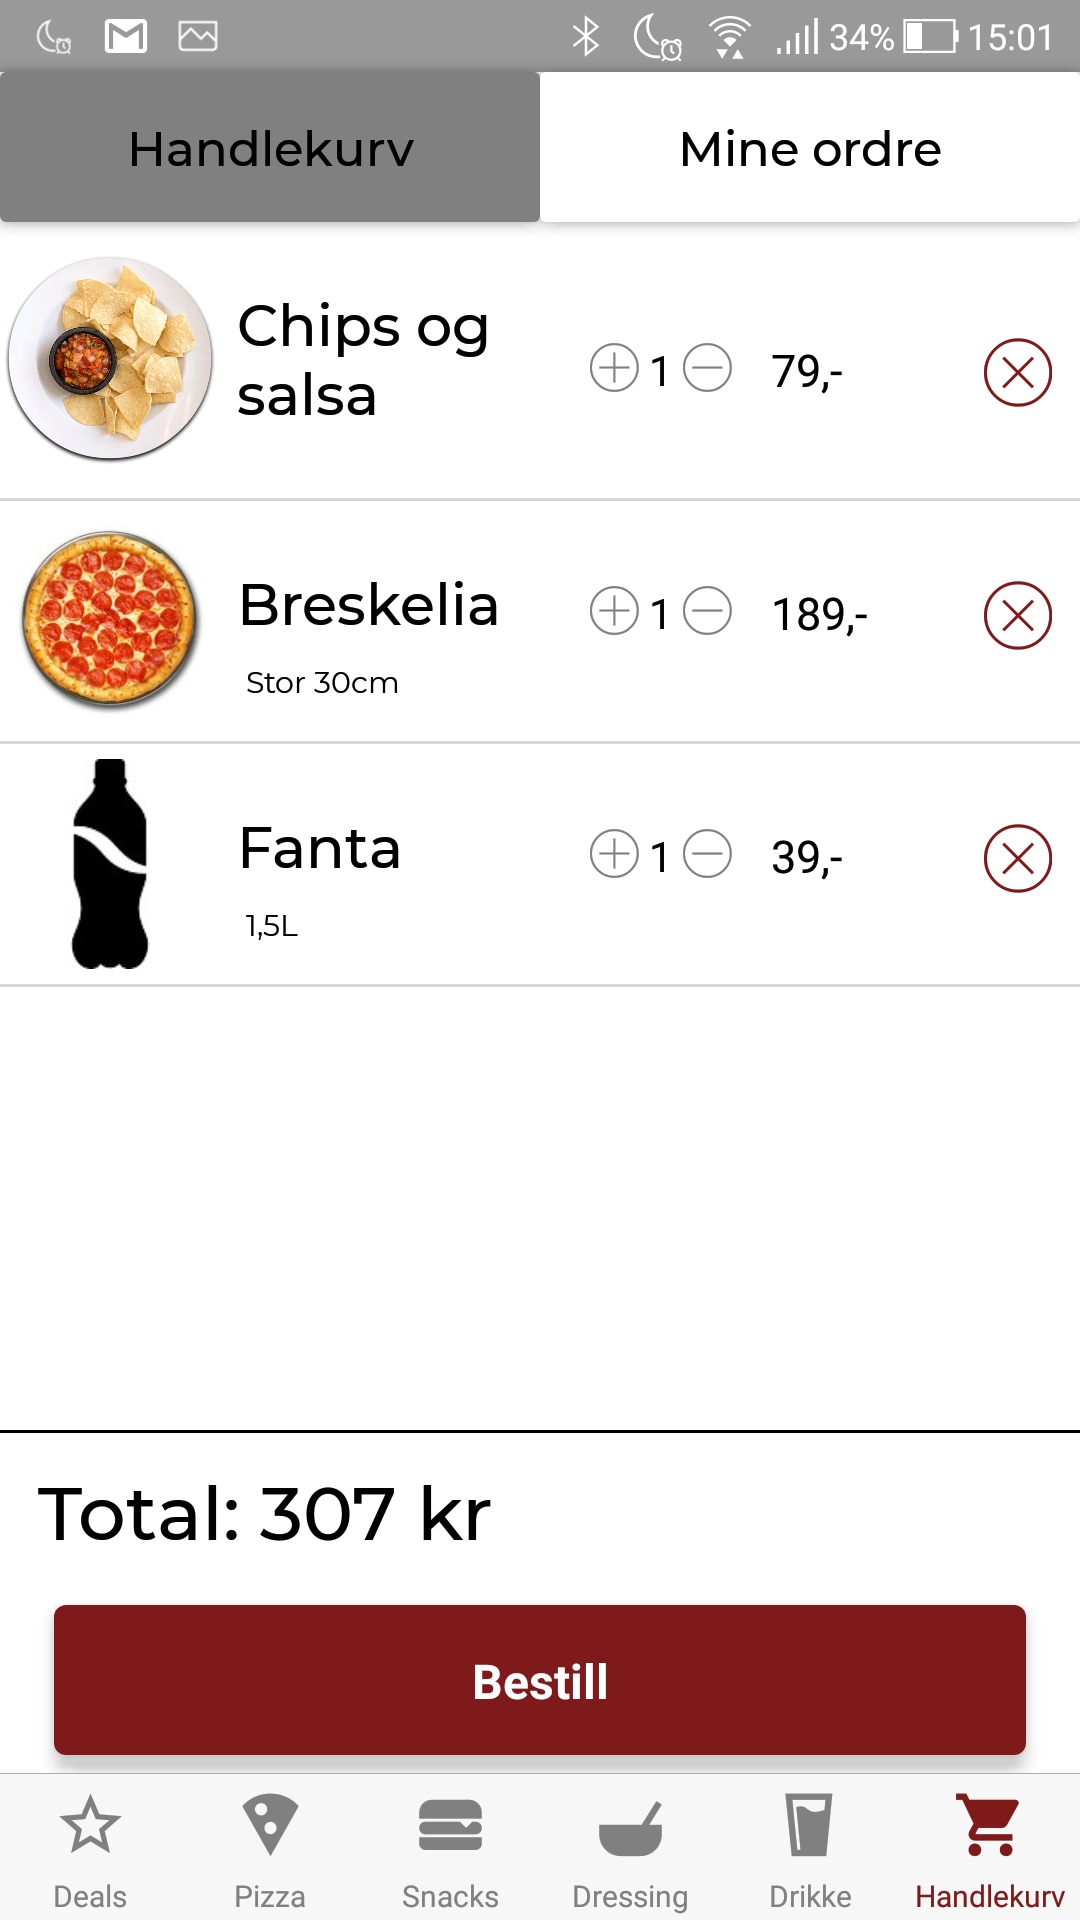 34% 15:01
Handlekurv Mine ordre
Chips og
salsa
1 79,-
Breskelia
1 189,-
Stor 30cm
Fanta
1 39,-
1,5L
Total: 307 kr
Bestill
Deals Pizza Snacks Dressing Drikke Handlekurv